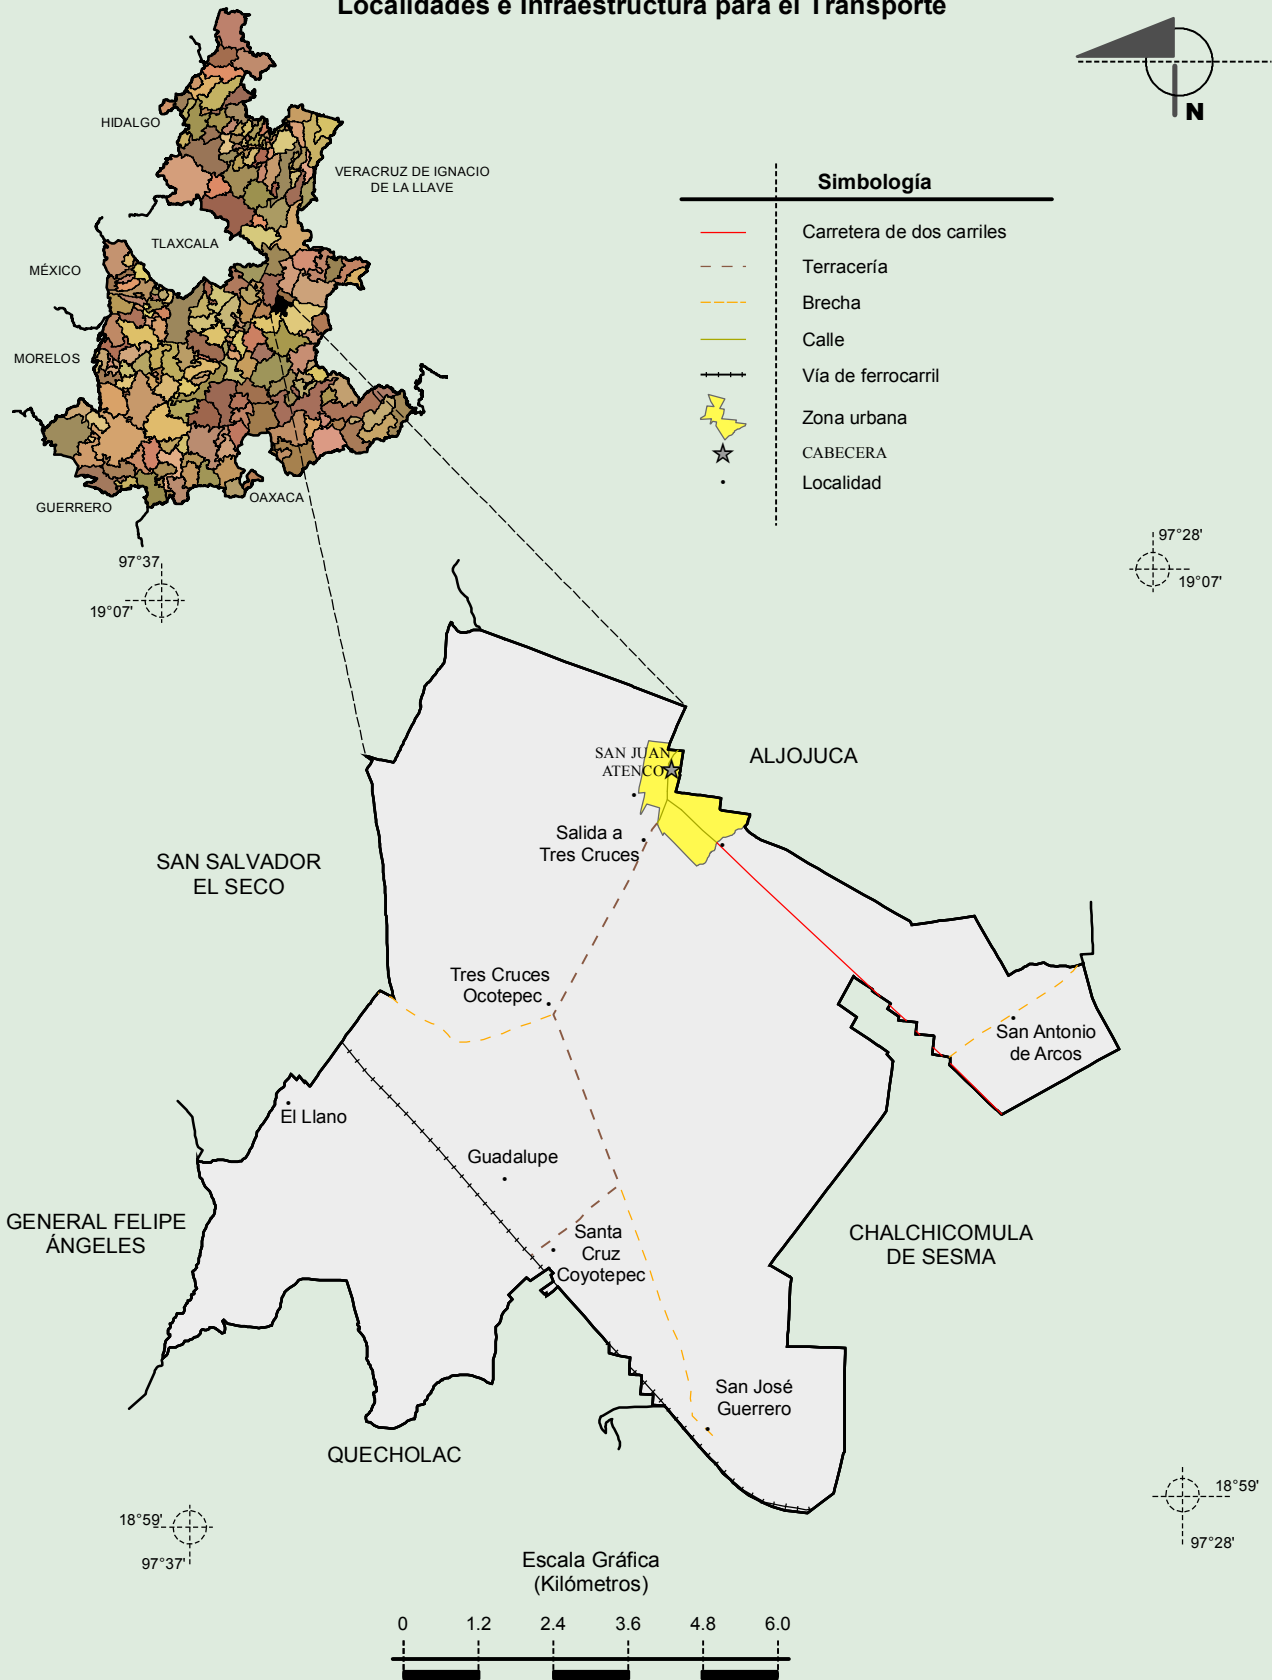 Localidades e Infraestructura para el Transporte
N
HIDALGO
VERACRUZ DE IGNACIO
DE LA LLAVE
TLAXCALA
MÉXICO
MORELOS
GUERRERO
OAXACA
Simbología
Carretera de dos carriles
Terracería
Brecha
Calle
Vía de ferrocarril
Zona urbana
CABECERA
Localidad
97°37'
19°07'
97°28'
19°07'
SAN JUAN
ATENCO
ALJOJUCA
Salida a
Tres Cruces
SAN SALVADOR
EL SECO
Tres Cruces
Ocotepec
San Antonio
de Arcos
El Llano
Guadalupe
GENERAL FELIPE
ÁNGELES
Santa
Cruz
Coyotepec
CHALCHICOMULA
DE SESMA
San José
Guerrero
QUECHOLAC
18°59'
97°37'
18°59'
97°28'
Escala Gráfica
(Kilómetros)
0 1.2 2.4 3.6 4.8 6.0